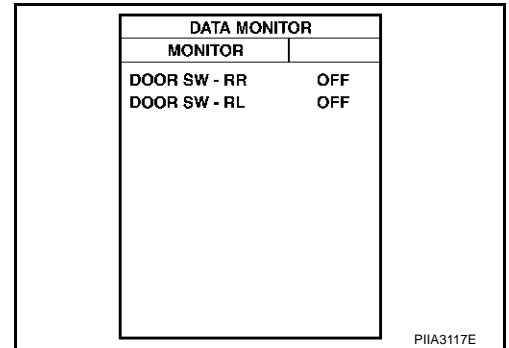 DATA MONITOR
MONITOR
DOOR SW - RR OFF
DOOR SW - RL OFF
PIIA3117E